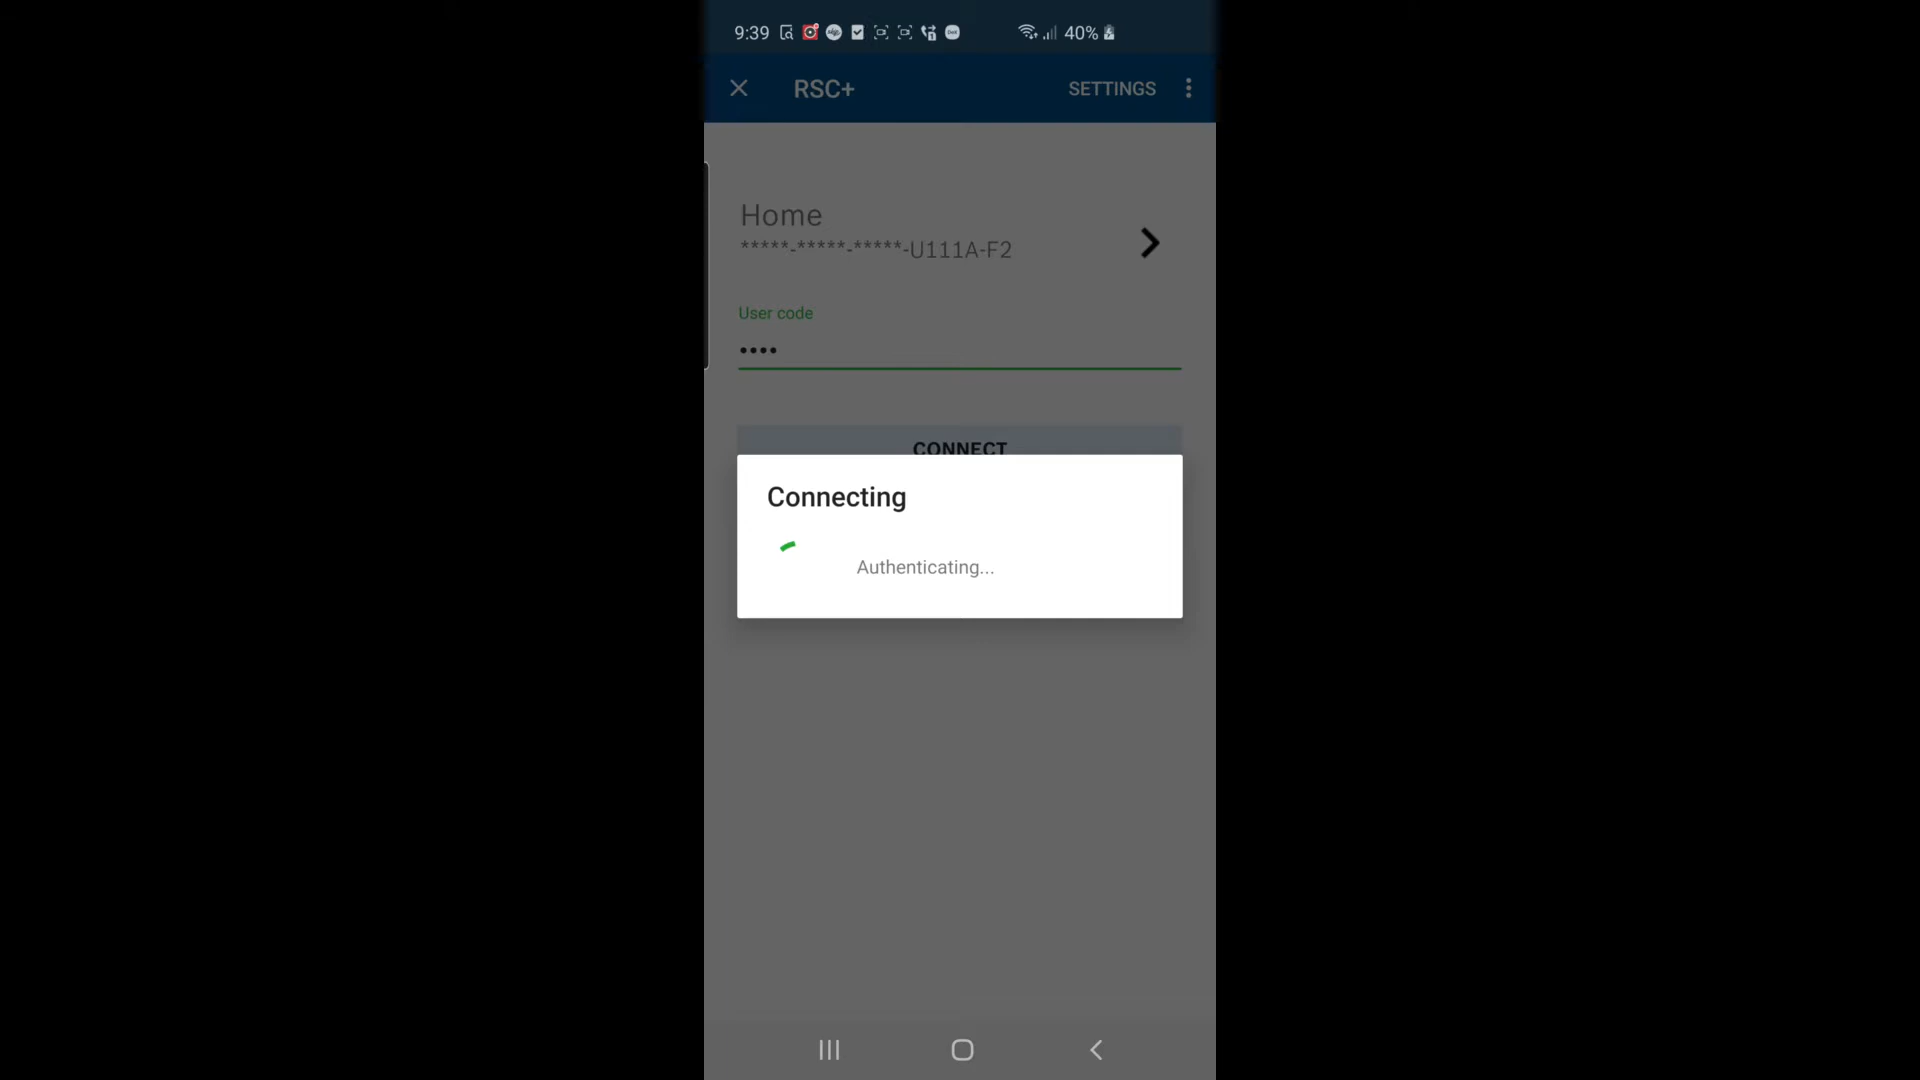 9:39 40%
RSC+ SETTINGS
Home
*****-*****-*****-U111A-F2
User code
••••
CONNECT
Connecting
Authenticating...